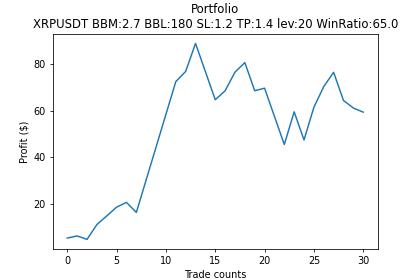 Portfolio
XRPUSDT BBM:2.7 BBL:180 SL:1.2 TP:1.4 lev:20 WinRatio:65.0
80
60
40
20
Profit ($)
0 5 10 15 20 25 30
Trade counts